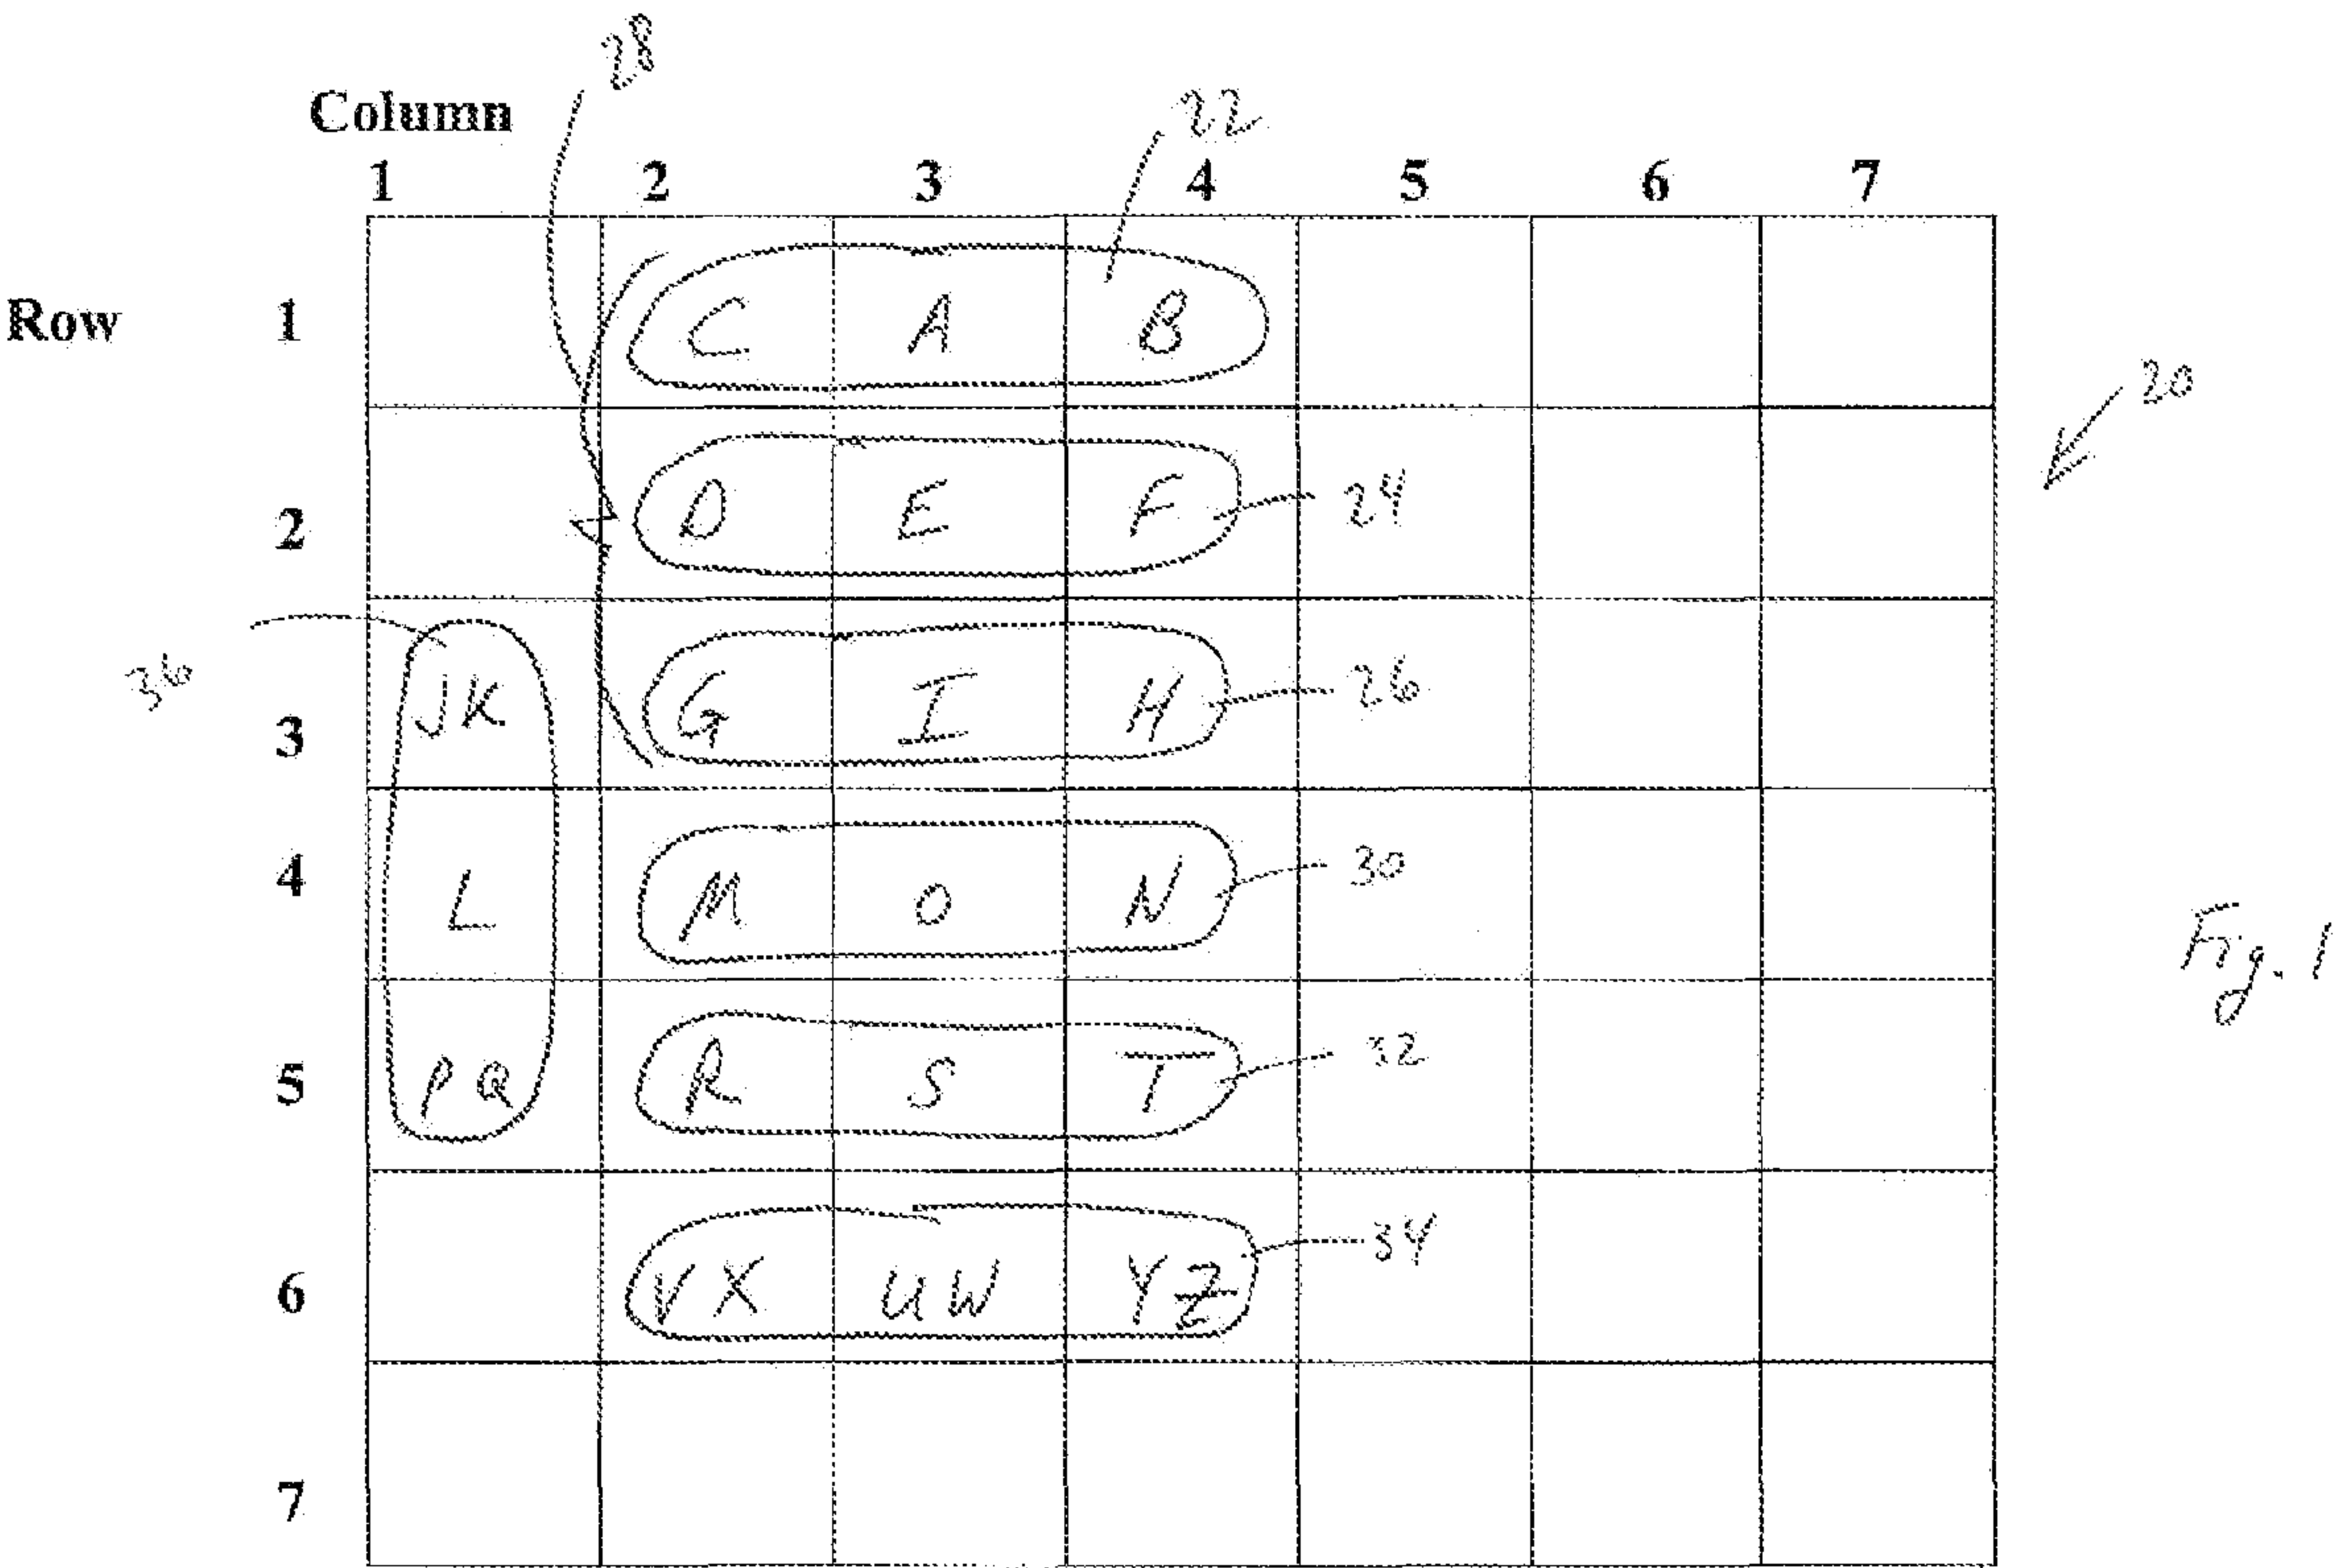 28
Column
22
1 2 3 4 5 6 7
Row 1 C A B
20
2 D E F 24
36
3 JK G I H 26
4 L M O N 30
Fig. 1
5 PQ R S T 32
6 VX UW YZ 34
7